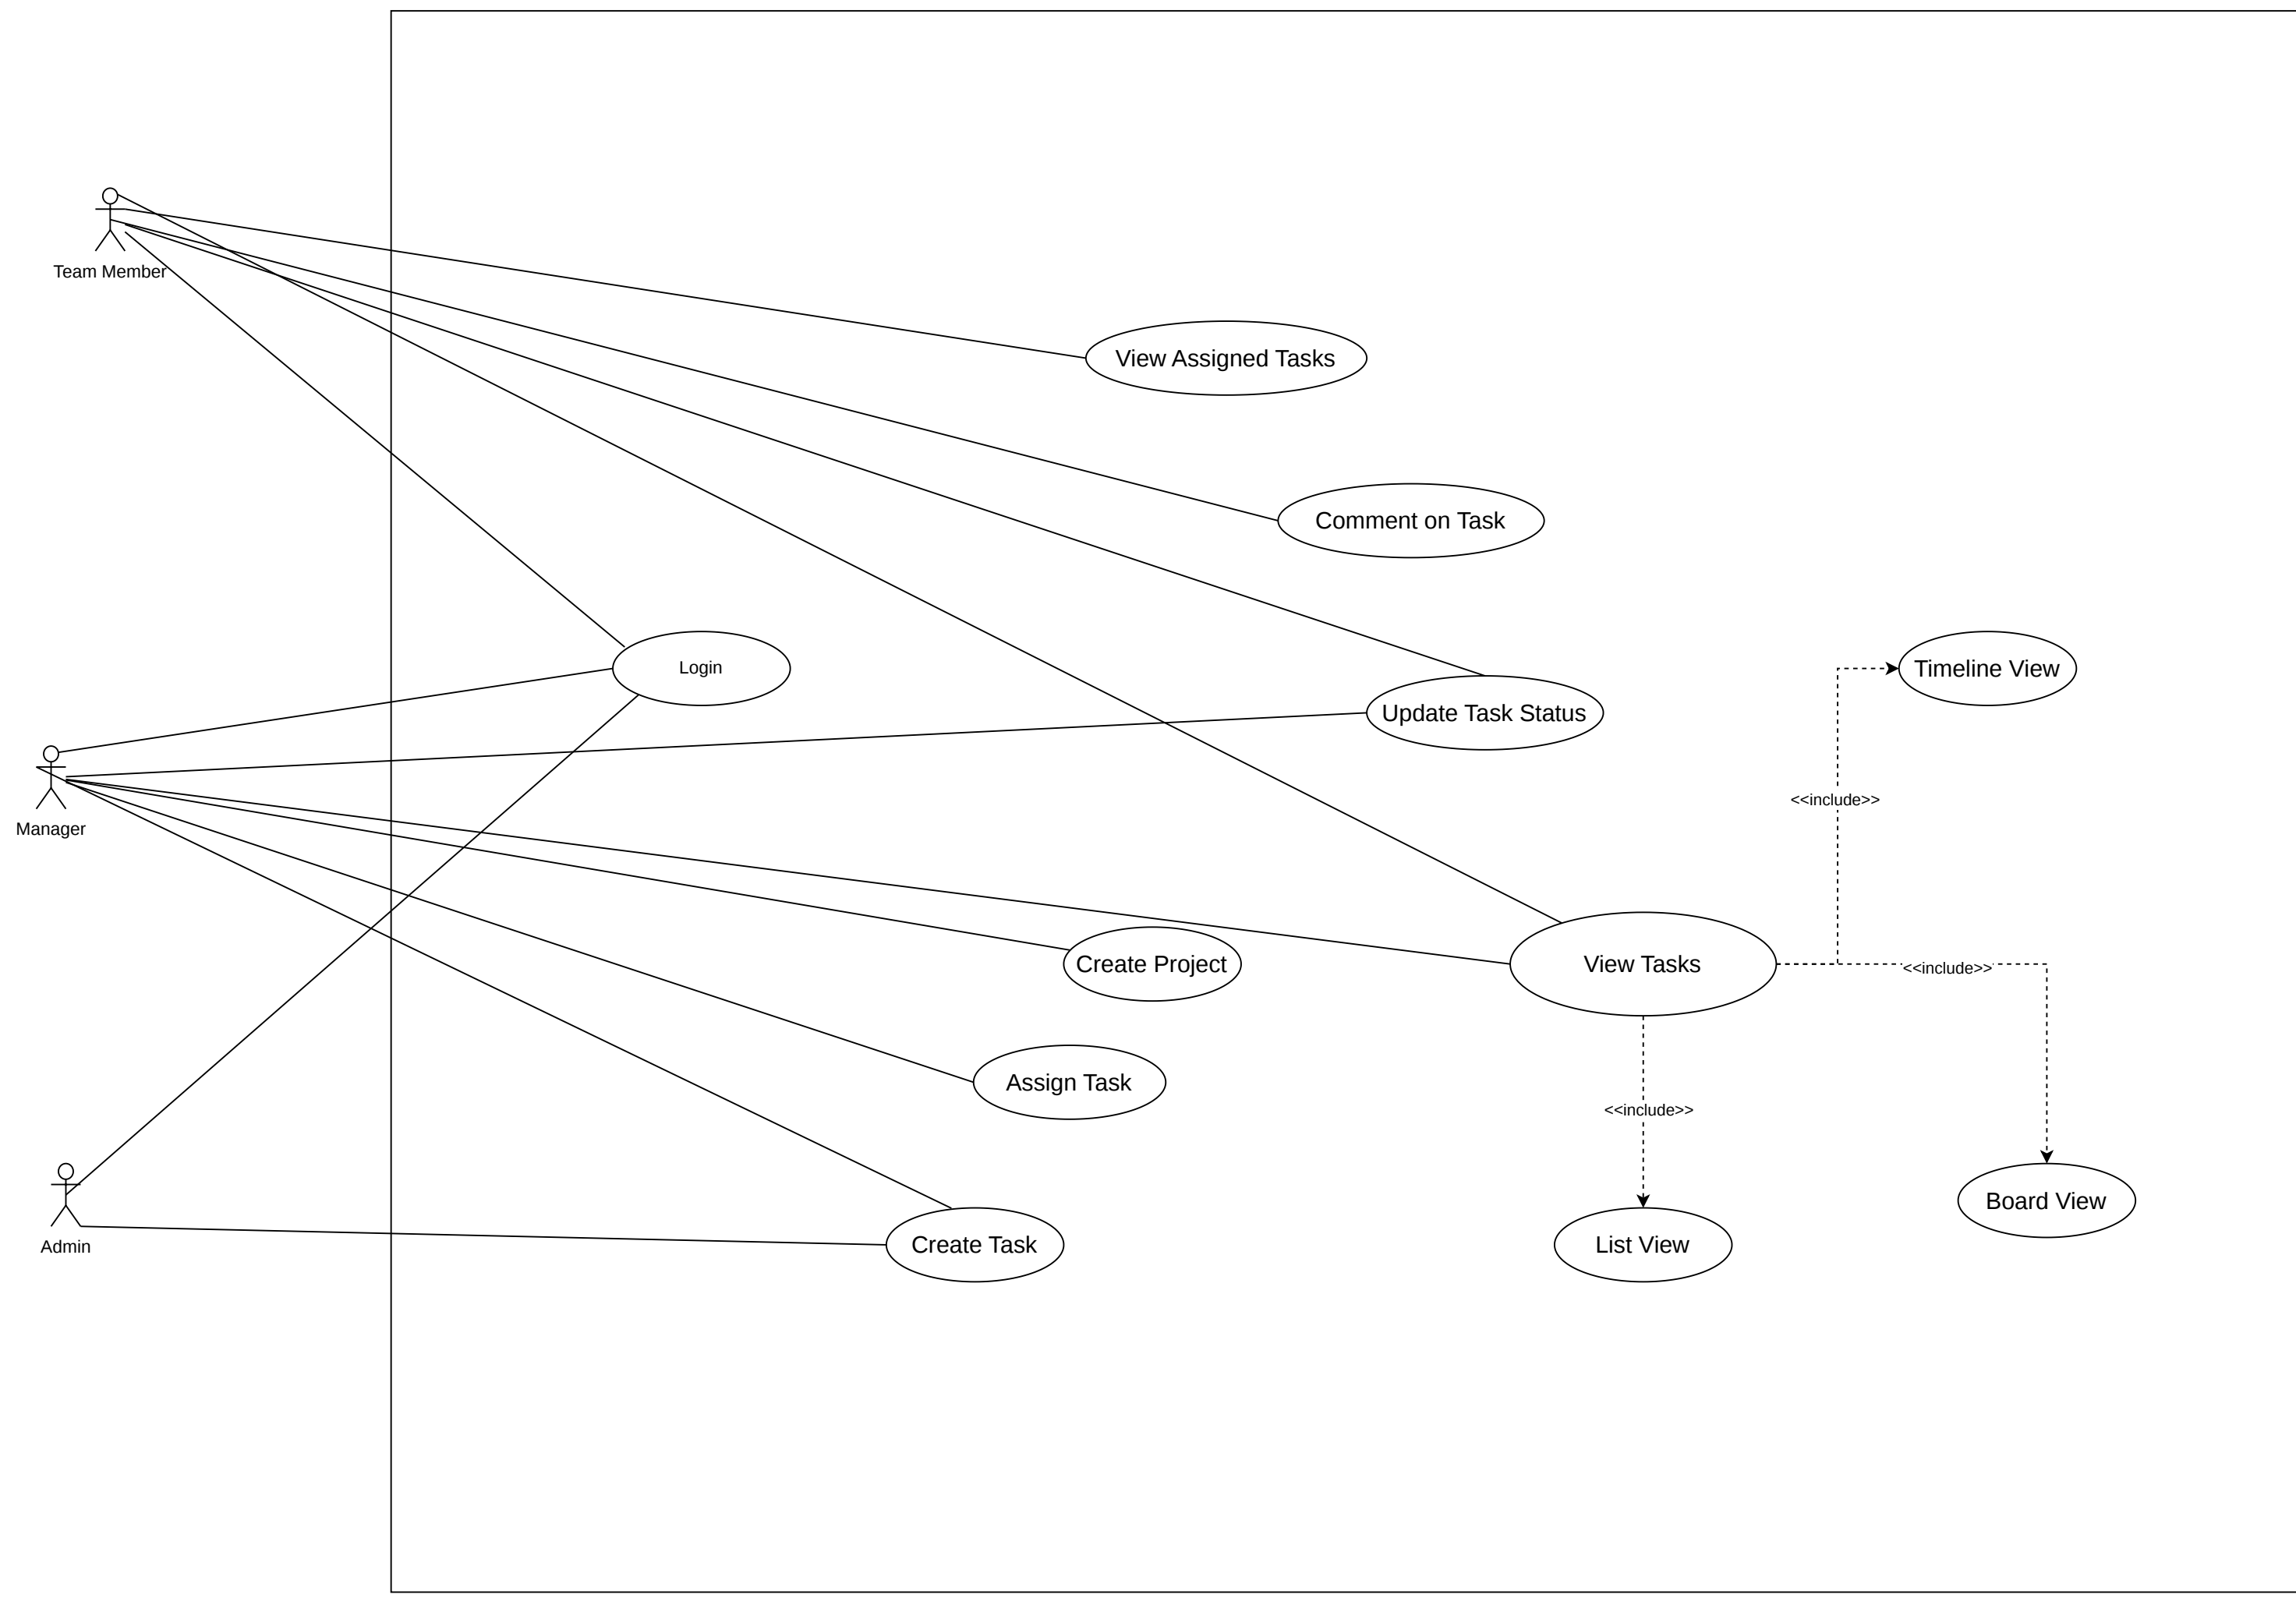 Team Member
View Assigned Tasks
Comment on Task
Login
Timeline View
Update Task Status
<<include>>
Manager
Create Project
View Tasks
<<include>>
Assign Task
<<include>>
Board View
Admin
Create Task
List View